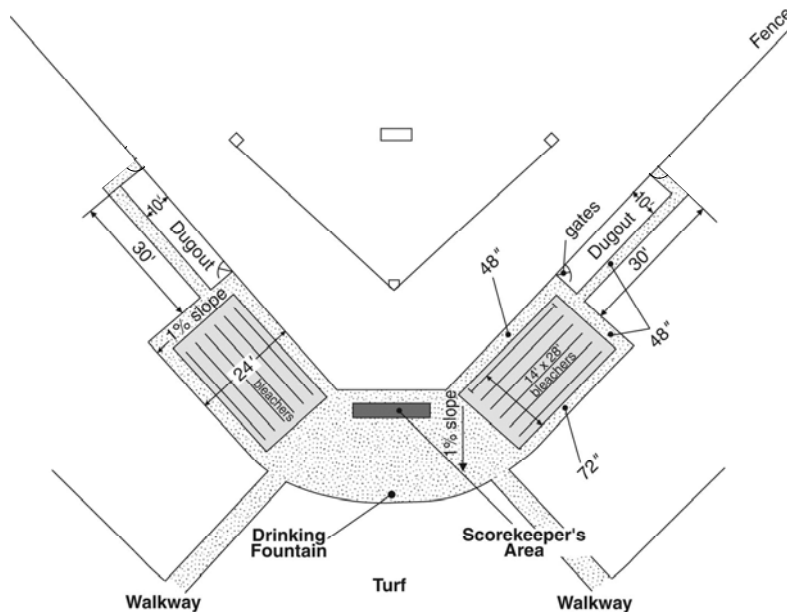 Fence
10'
Dugout
30'
1% slope
24'
bleachers
gates
48"
10'
Dugout
30'
48"
14' x 28'
bleachers
1% slope
72"
Drinking
Fountain
Scorekeeper's
Area
Turf
Walkway
Walkway